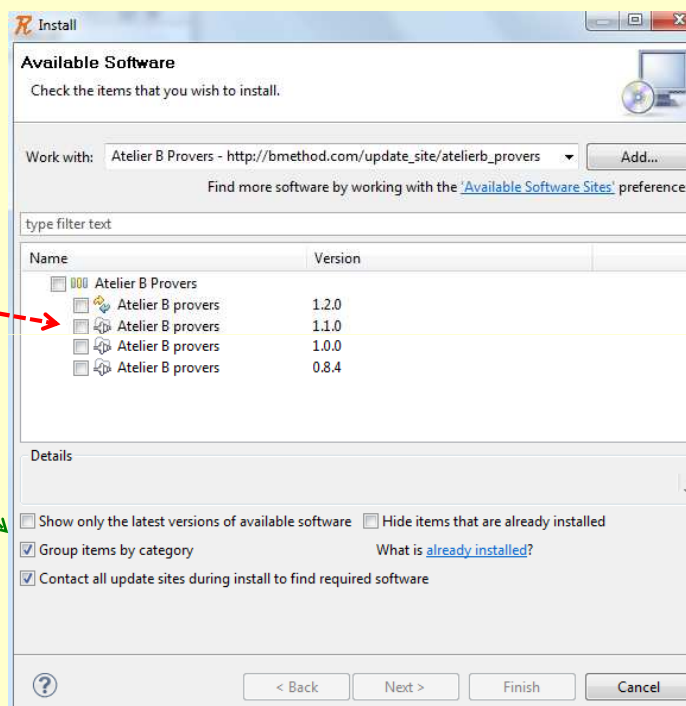 Install
Available Software
Check the items that you wish to install.
Work with: Atelier B Provers - http://bmethod.com/update_site/atelierb_provers Add...
Find more software by working with the 'Available Software Sites' preference
type filter text
Name Version
Atelier B Provers
Atelier B provers 1.2.0
Atelier B provers 1.1.0
Atelier B provers 1.0.0
Atelier B provers 0.8.4
Details
Show only the latest versions of available software Hide items that are already installed
Group items by category What is already installed?
Contact all update sites during install to find required software
? < Back Next > Finish Cancel